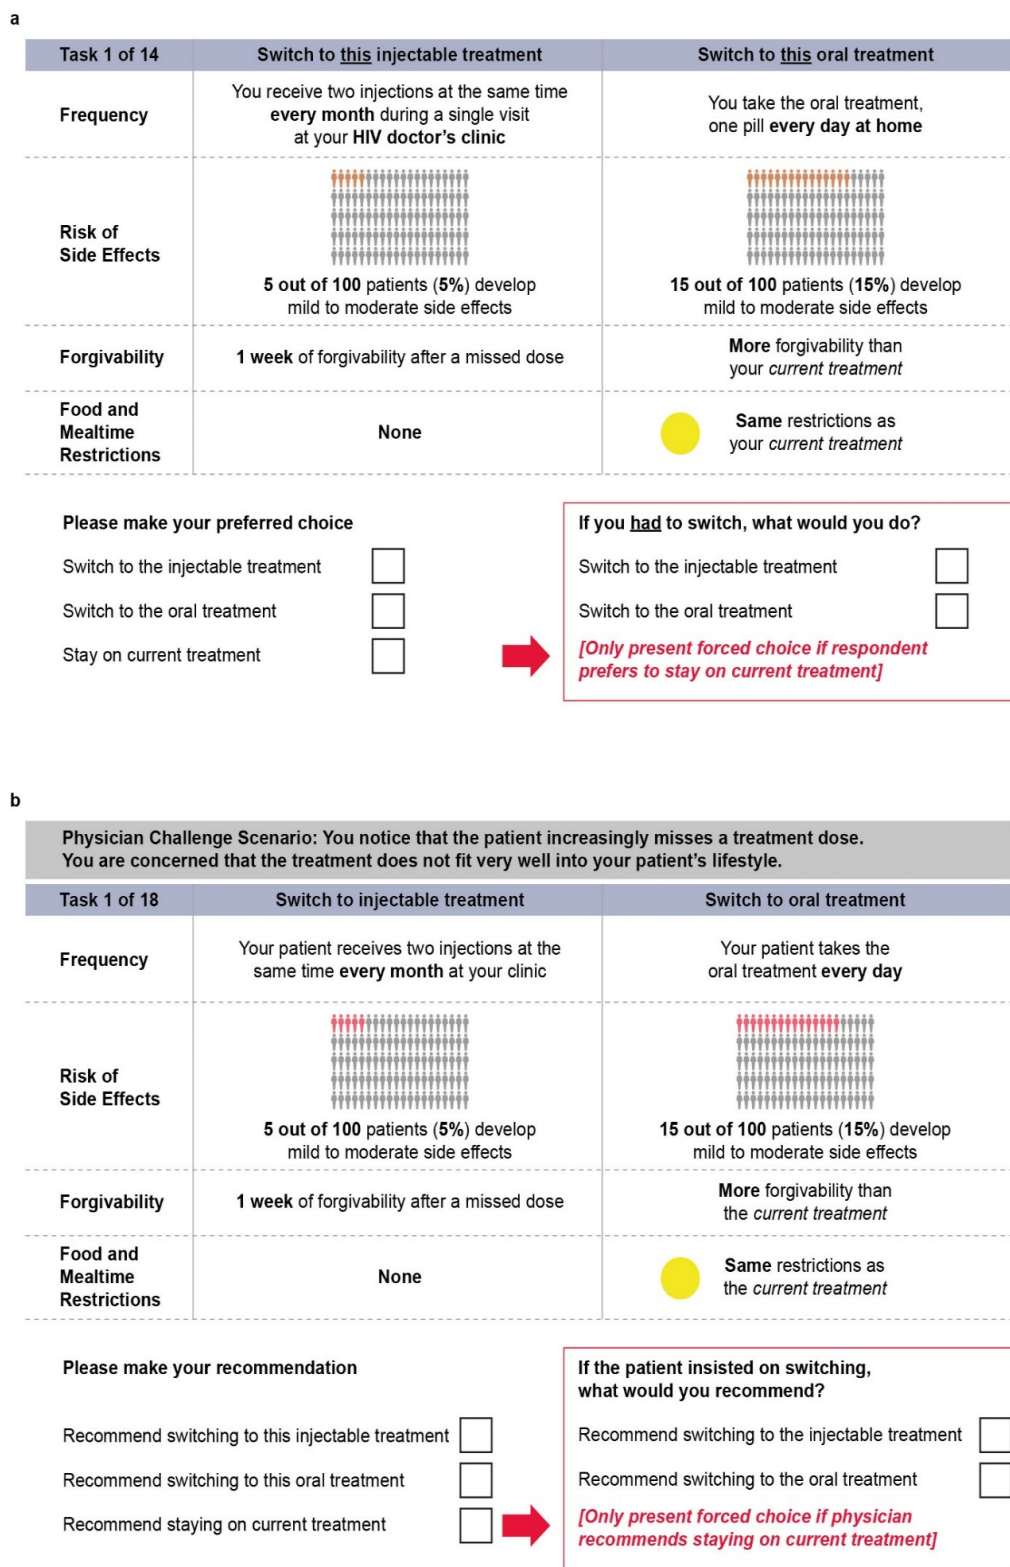 a
Task 1 of 14
Switch to this injectable treatment
Switch to this oral treatment
Frequency
You receive two injections at the same time
every month during a single visit
at your HIV doctor's clinic
You take the oral treatment,
one pill every day at home
Risk of
Side Effects
5 out of 100 patients (5%) develop
mild to moderate side effects
15 out of 100 patients (15%) develop
mild to moderate side effects
Forgivability
1 week of forgivability after a missed dose
More forgivability than
your current treatment
Food and
Mealtime
Restrictions
None
Same restrictions as
your current treatment
Please make your preferred choice
Switch to the injectable treatment
Switch to the oral treatment
Stay on current treatment
If you had to switch, what would you do?
Switch to the injectable treatment
Switch to the oral treatment
[Only present forced choice if respondent
prefers to stay on current treatment]
b
Physician Challenge Scenario: You notice that the patient increasingly misses a treatment dose.
You are concerned that the treatment does not fit very well into your patient's lifestyle.
Task 1 of 18
Switch to injectable treatment
Switch to oral treatment
Frequency
Your patient receives two injections at the
same time every month at your clinic
Your patient takes the
oral treatment every day
Risk of
Side Effects
5 out of 100 patients (5%) develop
mild to moderate side effects
15 out of 100 patients (15%) develop
mild to moderate side effects
Forgivability
1 week of forgivability after a missed dose
More forgivability than
the current treatment
Food and
Mealtime
Restrictions
None
Same restrictions as
the current treatment
Please make your recommendation
Recommend switching to this injectable treatment
Recommend switching to this oral treatment
Recommend staying on current treatment
If the patient insisted on switching,
what would you recommend?
Recommend switching to the injectable treatment
Recommend switching to the oral treatment
[Only present forced choice if physician
recommends staying on current treatment]